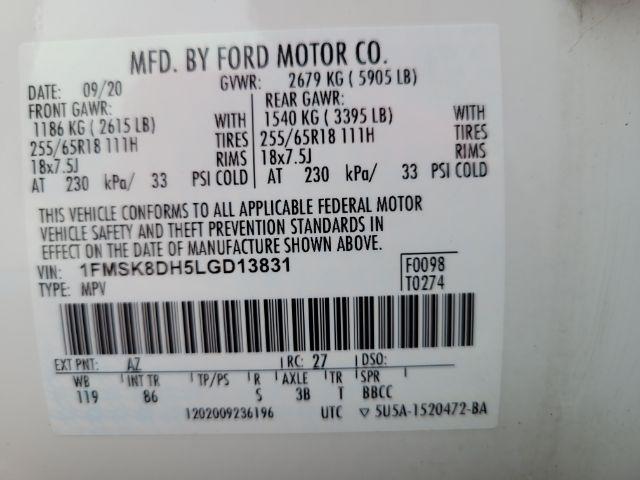 MFD. BY FORD MOTOR CO.
DATE: 09/20 GVWR: 2679 KG ( 5905 LB)
FRONT GAWR: REAR GAWR:
1186 KG ( 2615 LB) WITH 1540 KG ( 3395 LB) WITH
255/65R18 111H TIRES 255/65R18 111H TIRES
18x7.5J RIMS 18x7.5J RIMS
AT 230 kPa/ 33 PSI COLD AT 230 kPa/ 33 PSI COLD
THIS VEHICLE CONFORMS TO ALL APPLICABLE FEDERAL MOTOR
VEHICLE SAFETY AND THEFT PREVENTION STANDARDS IN
EFFECT ON THE DATE OF MANUFACTURE SHOWN ABOVE.
VIN: 1FMSK8DH5LGD13831 F0098
TYPE: MPV T0274
EXT PNT: AZ RC: 27 DSO:
WB INT TR TP/PS R AXLE TR SPR
119 86 S 3B T BBCC
1202009236196 UTC ▽ 5U5A-1520472-BA